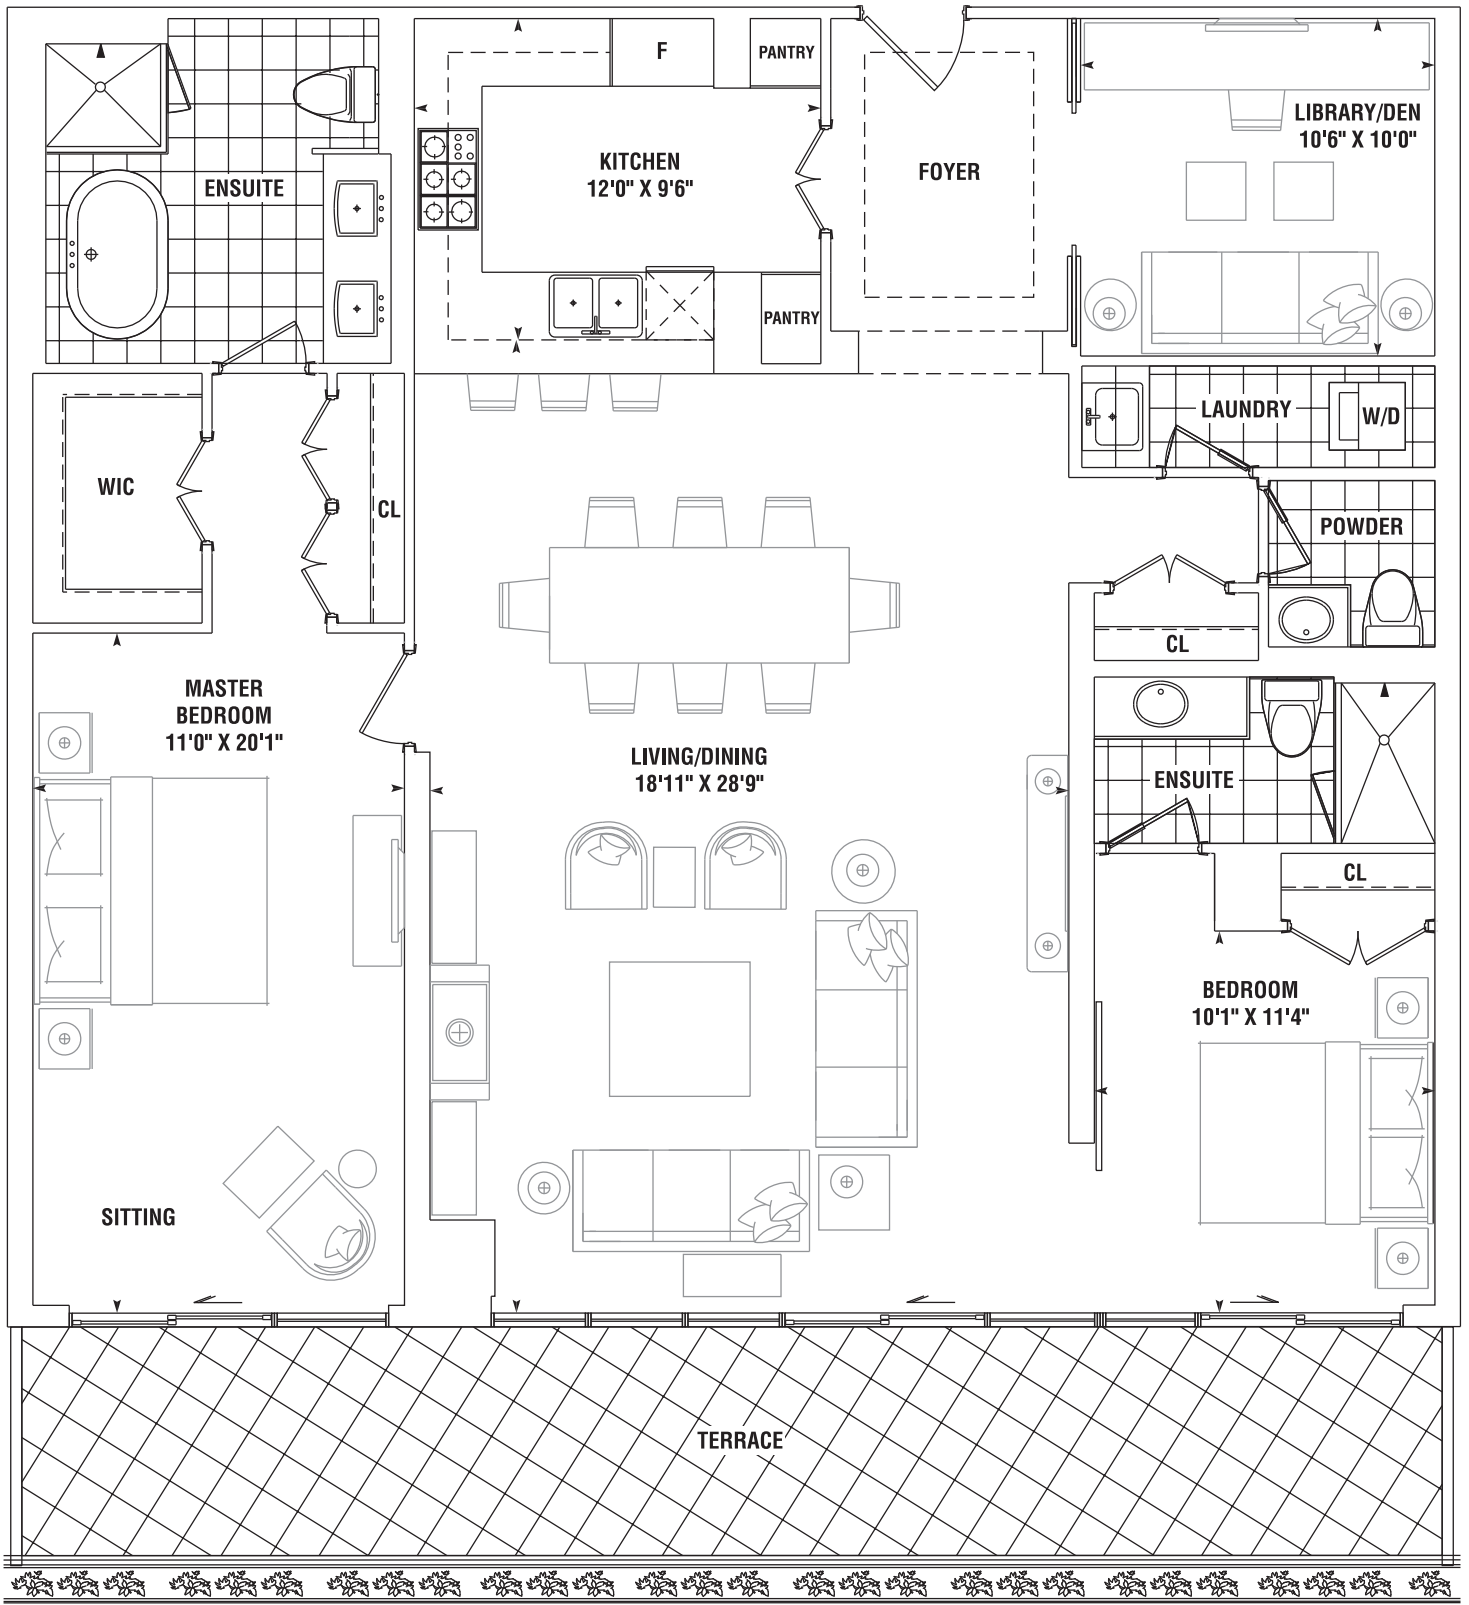 F
PANTRY
LIBRARY/DEN
10'6" X 10'0"
KITCHEN
12'0" X 9'6"
FOYER
ENSUITE
PANTRY
LAUNDRY
W/D
WIC
CL
POWDER
CL
MASTER
BEDROOM
11'0" X 20'1"
LIVING/DINING
18'11" X 28'9"
ENSUITE
CL
BEDROOM
10'1" X 11'4"
SITTING
TERRACE